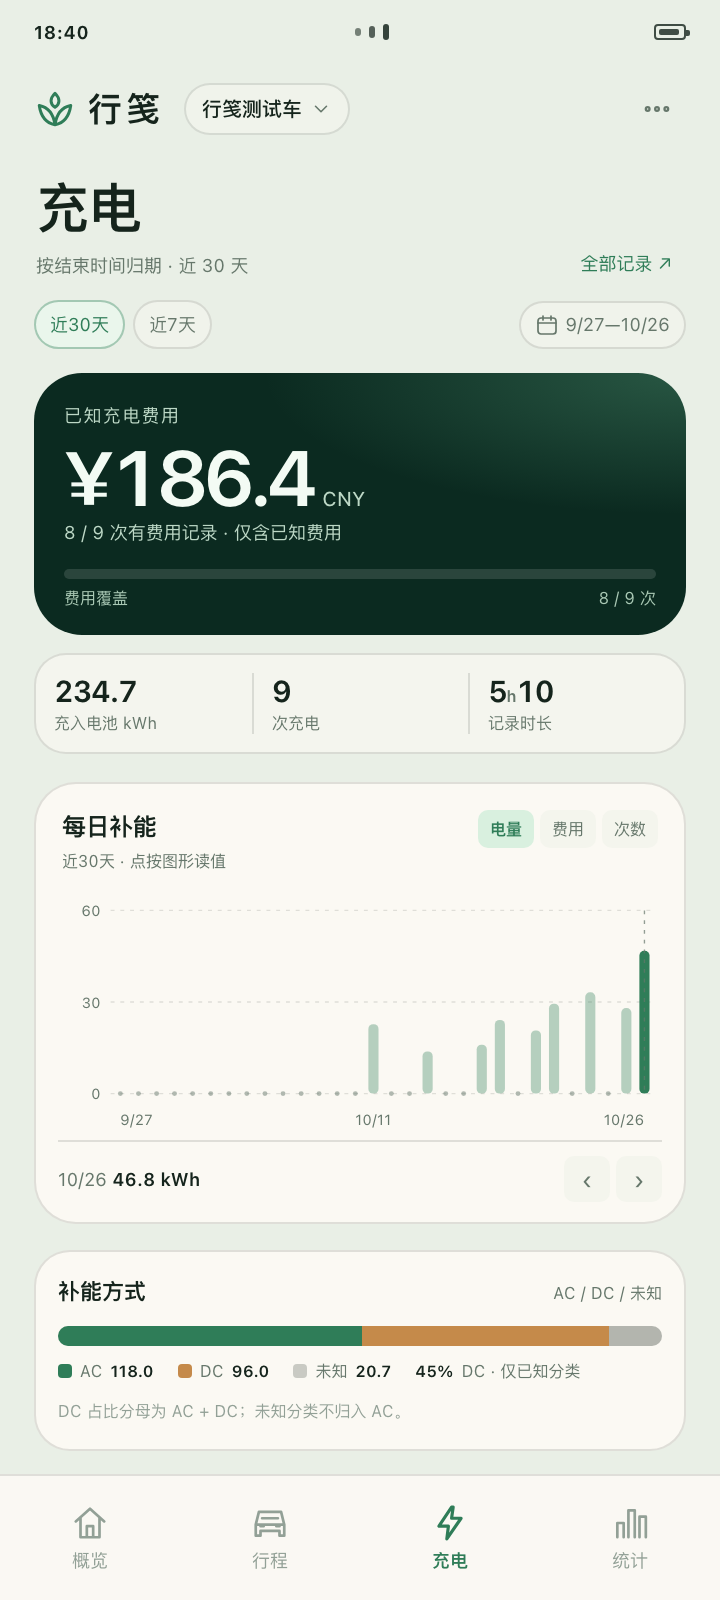 18:40
行笺
行笺测试车
充电
按结束时间归期 · 近 30 天
全部记录 ↗
近30天
近7天
9/27—10/26
已知充电费用
¥186.4 CNY
8 / 9 次有费用记录 · 仅含已知费用
费用覆盖
8 / 9 次
234.7
充入电池 kWh
9
次充电
5h10
记录时长
每日补能
电量
费用
次数
近30天 · 点按图形读值
60
30
0
9/27
10/11
10/26
10/26 46.8 kWh
‹
›
补能方式
AC / DC / 未知
AC 118.0
DC 96.0
未知 20.7
45% DC · 仅已知分类
DC 占比分母为 AC + DC；未知分类不归入 AC。
概览
行程
充电
统计